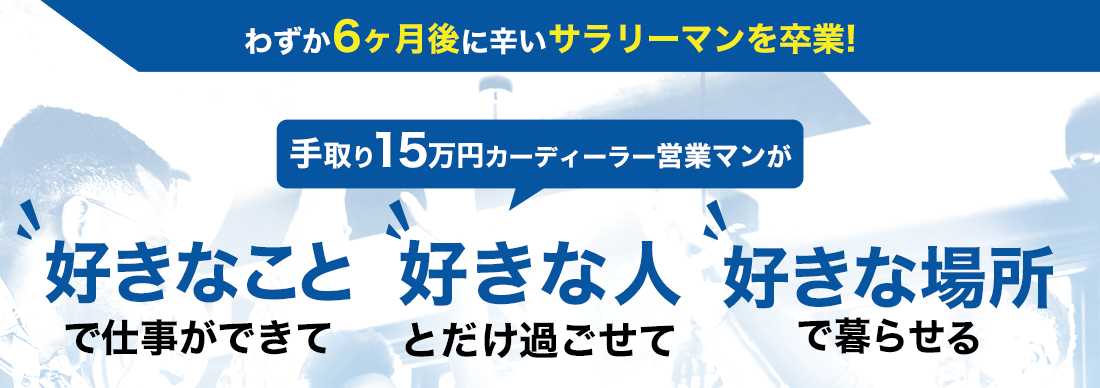 わずか6ヶ月後に辛いサラリーマンを卒業!
手取り15万円カーディーラー営業マンが
好きなこと
で仕事ができて
好きな人
とだけ過ごせて
好きな場所
で暮らせる